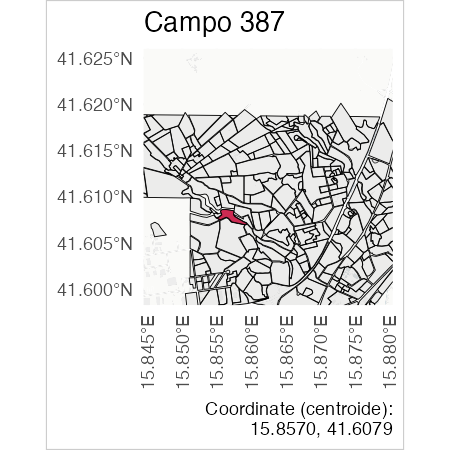 Campo 387
41.625°N
41.620°N
41.615°N
41.610°N
41.605°N
41.600°N
15.845°E
15.850°E
15.855°E
15.860°E
15.865°E
15.870°E
15.875°E
15.880°E
Coordinate (centroide):
15.8570, 41.6079